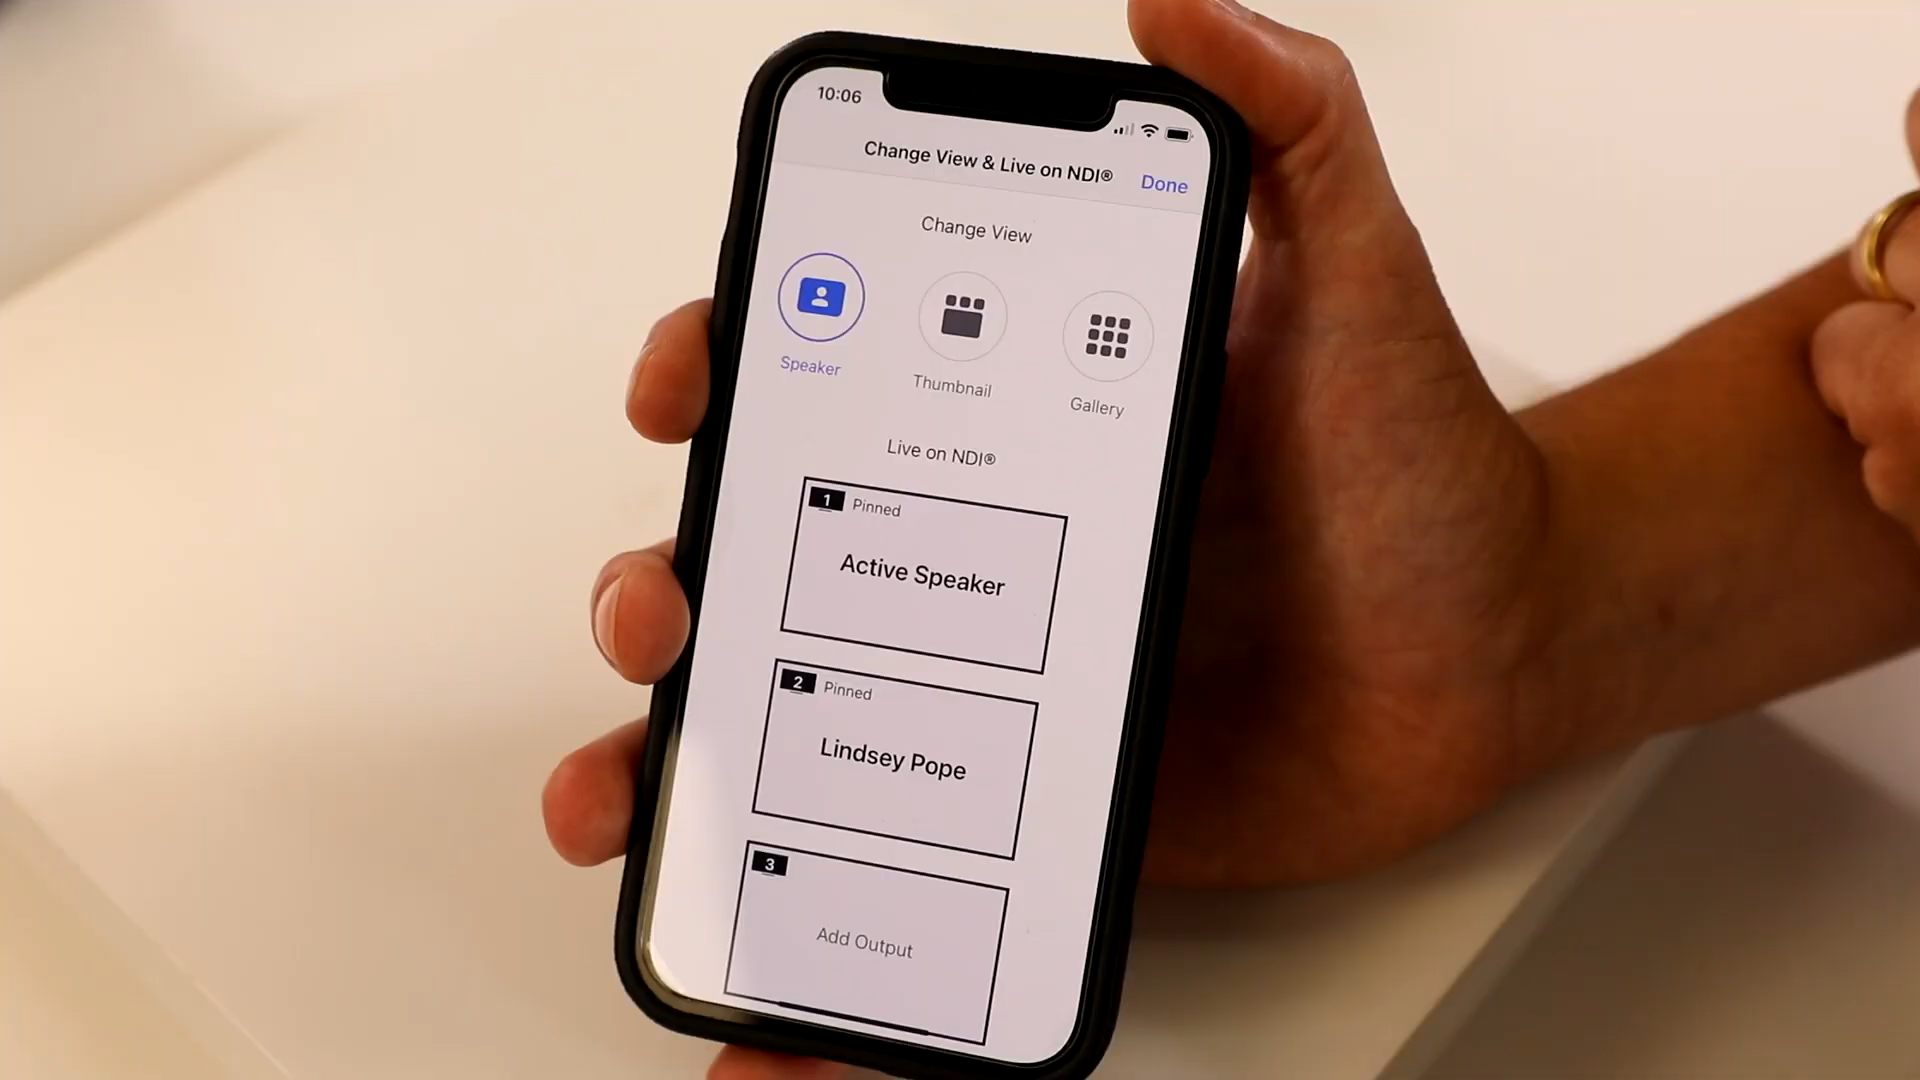 10:06
Change View & Live on NDI®
Done
Change View
Speaker
Thumbnail
Gallery
Live on NDI®
1 Pinned
Active Speaker
2 Pinned
Lindsey Pope
3
Add Output